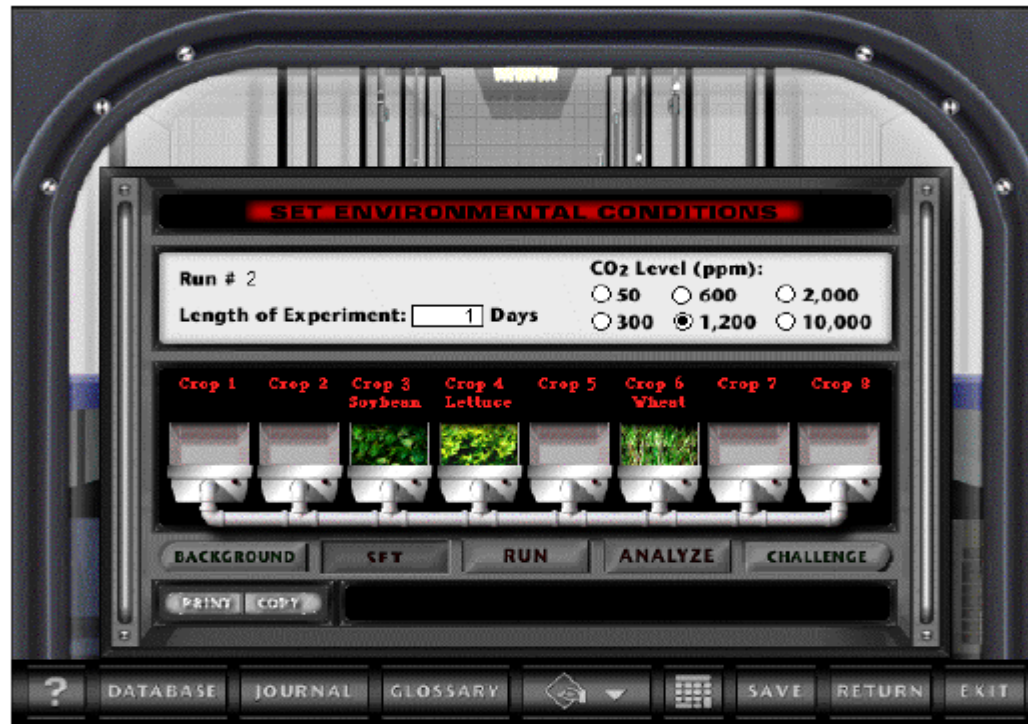 SET ENVIRONMENTAL CONDITIONS
Run # 2
Length of Experiment: 1 Days
CO2 Level (ppm):
50 600 2,000
300 1,200 10,000
Crop 1 Crop 2 Crop 3 Crop 4 Crop 5 Crop 6 Crop 7 Crop 8
Soybean Lettuce Wheat
BACKGROUND SET RUN ANALYZE CHALLENGE
PRINT COPY
? DATABASE JOURNAL GLOSSARY SAVE RETURN EXIT